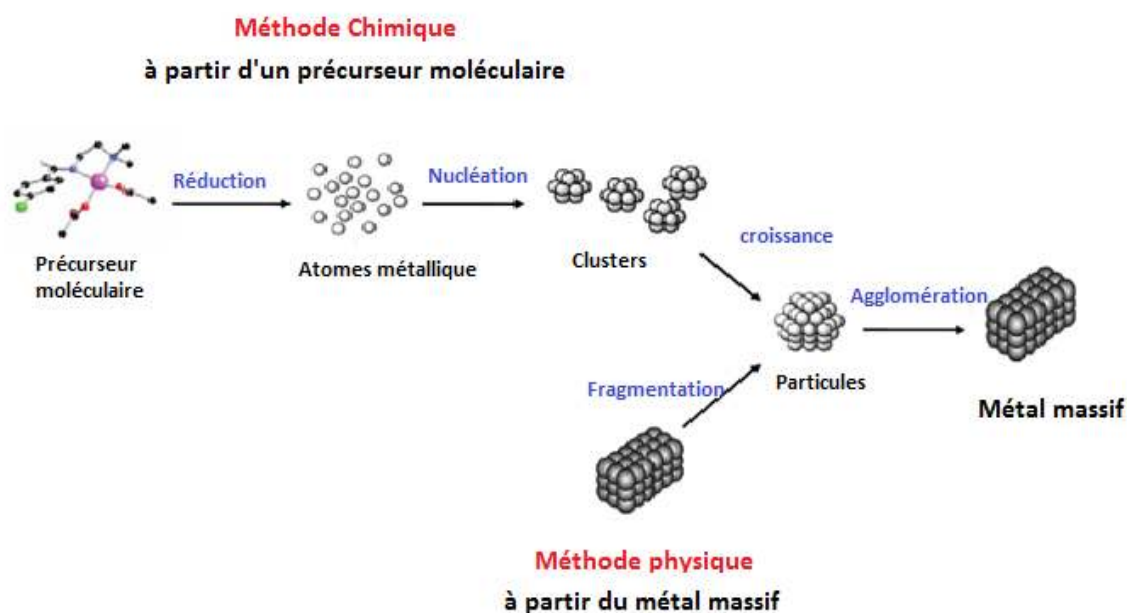 Méthode Chimique
à partir d'un précurseur moléculaire
Réduction
Nucléation
croissance
Précurseur
moléculaire
Atomes métallique
Clusters
Agglomération
Fragmentation
Particules
Métal massif
Méthode physique
à partir du métal massif